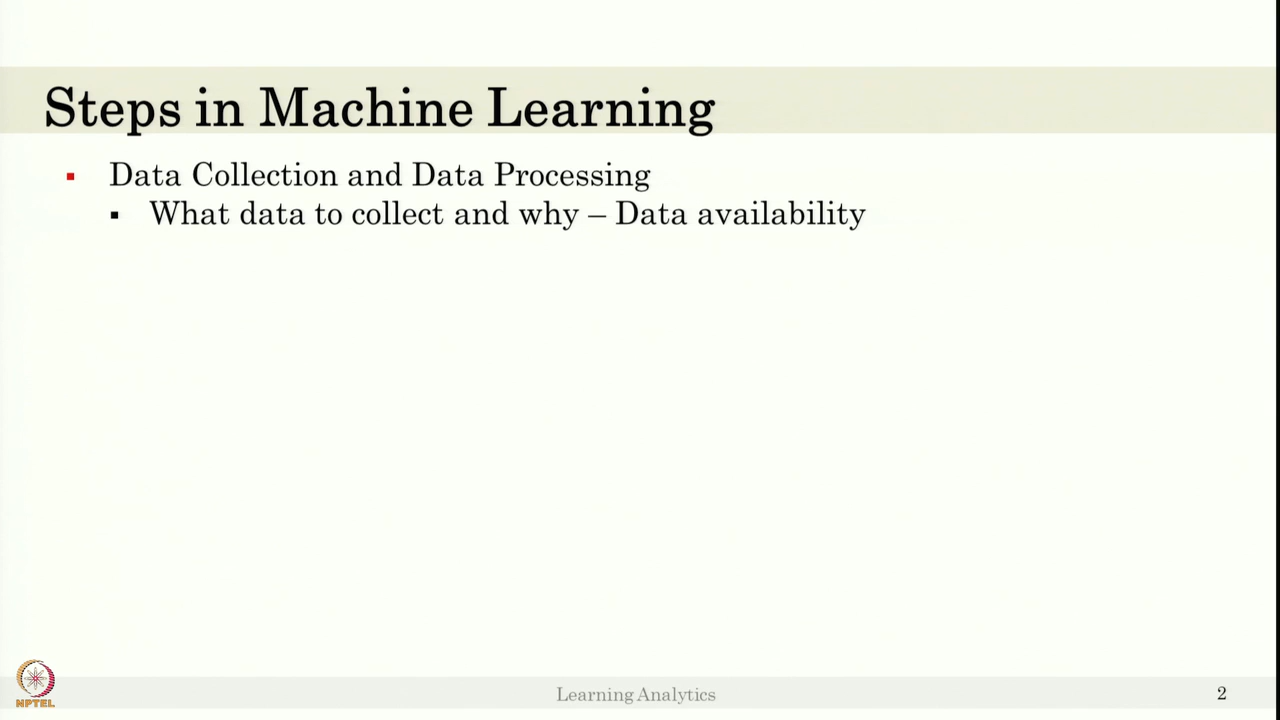 Steps in Machine Learning
Data Collection and Data Processing
What data to collect and why – Data availability
NPTEL
Learning Analytics
2